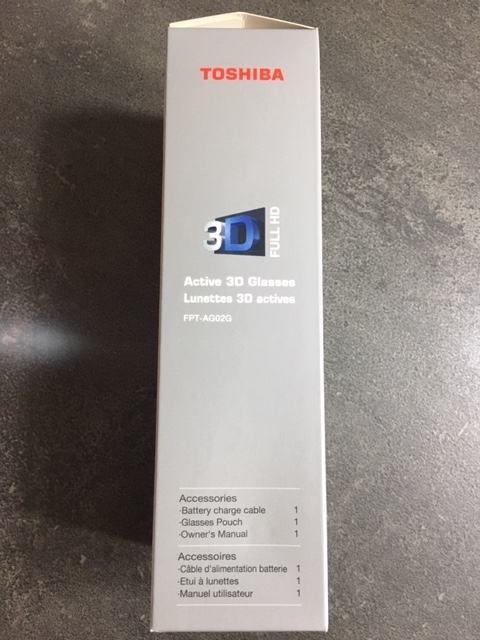 TOSHIBA
3D
FULL HD
Active 3D Glasses
Lunettes 3D actives
FPT-AG02G
Accessories
·Battery charge cable 1
·Glasses Pouch 1
·Owner's Manual 1
Accessoires
·Câble d'alimentation batterie 1
·Etui à lunettes 1
·Manuel utilisateur 1